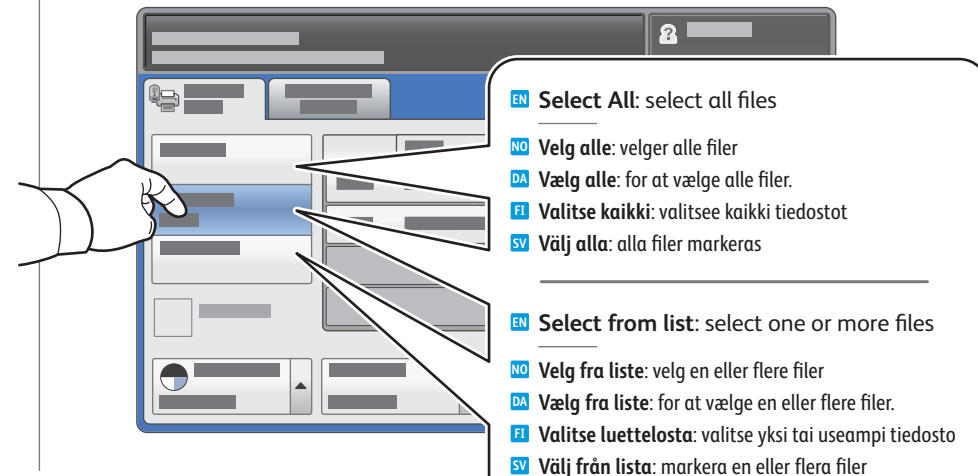 ?
EN Select All: select all files
NO Velg alle: velger alle filer
DA Vælg alle: for at vælge alle filer.
FI Valitse kaikki: valitsee kaikki tiedostot
SV Välj alla: alla filer markeras
EN Select from list: select one or more files
NO Velg fra liste: velg en eller flere filer
DA Vælg fra liste: for at vælge en eller flere filer.
FI Valitse luettelosta: valitse yksi tai useampi tiedosto
SV Välj från lista: markera en eller flera filer